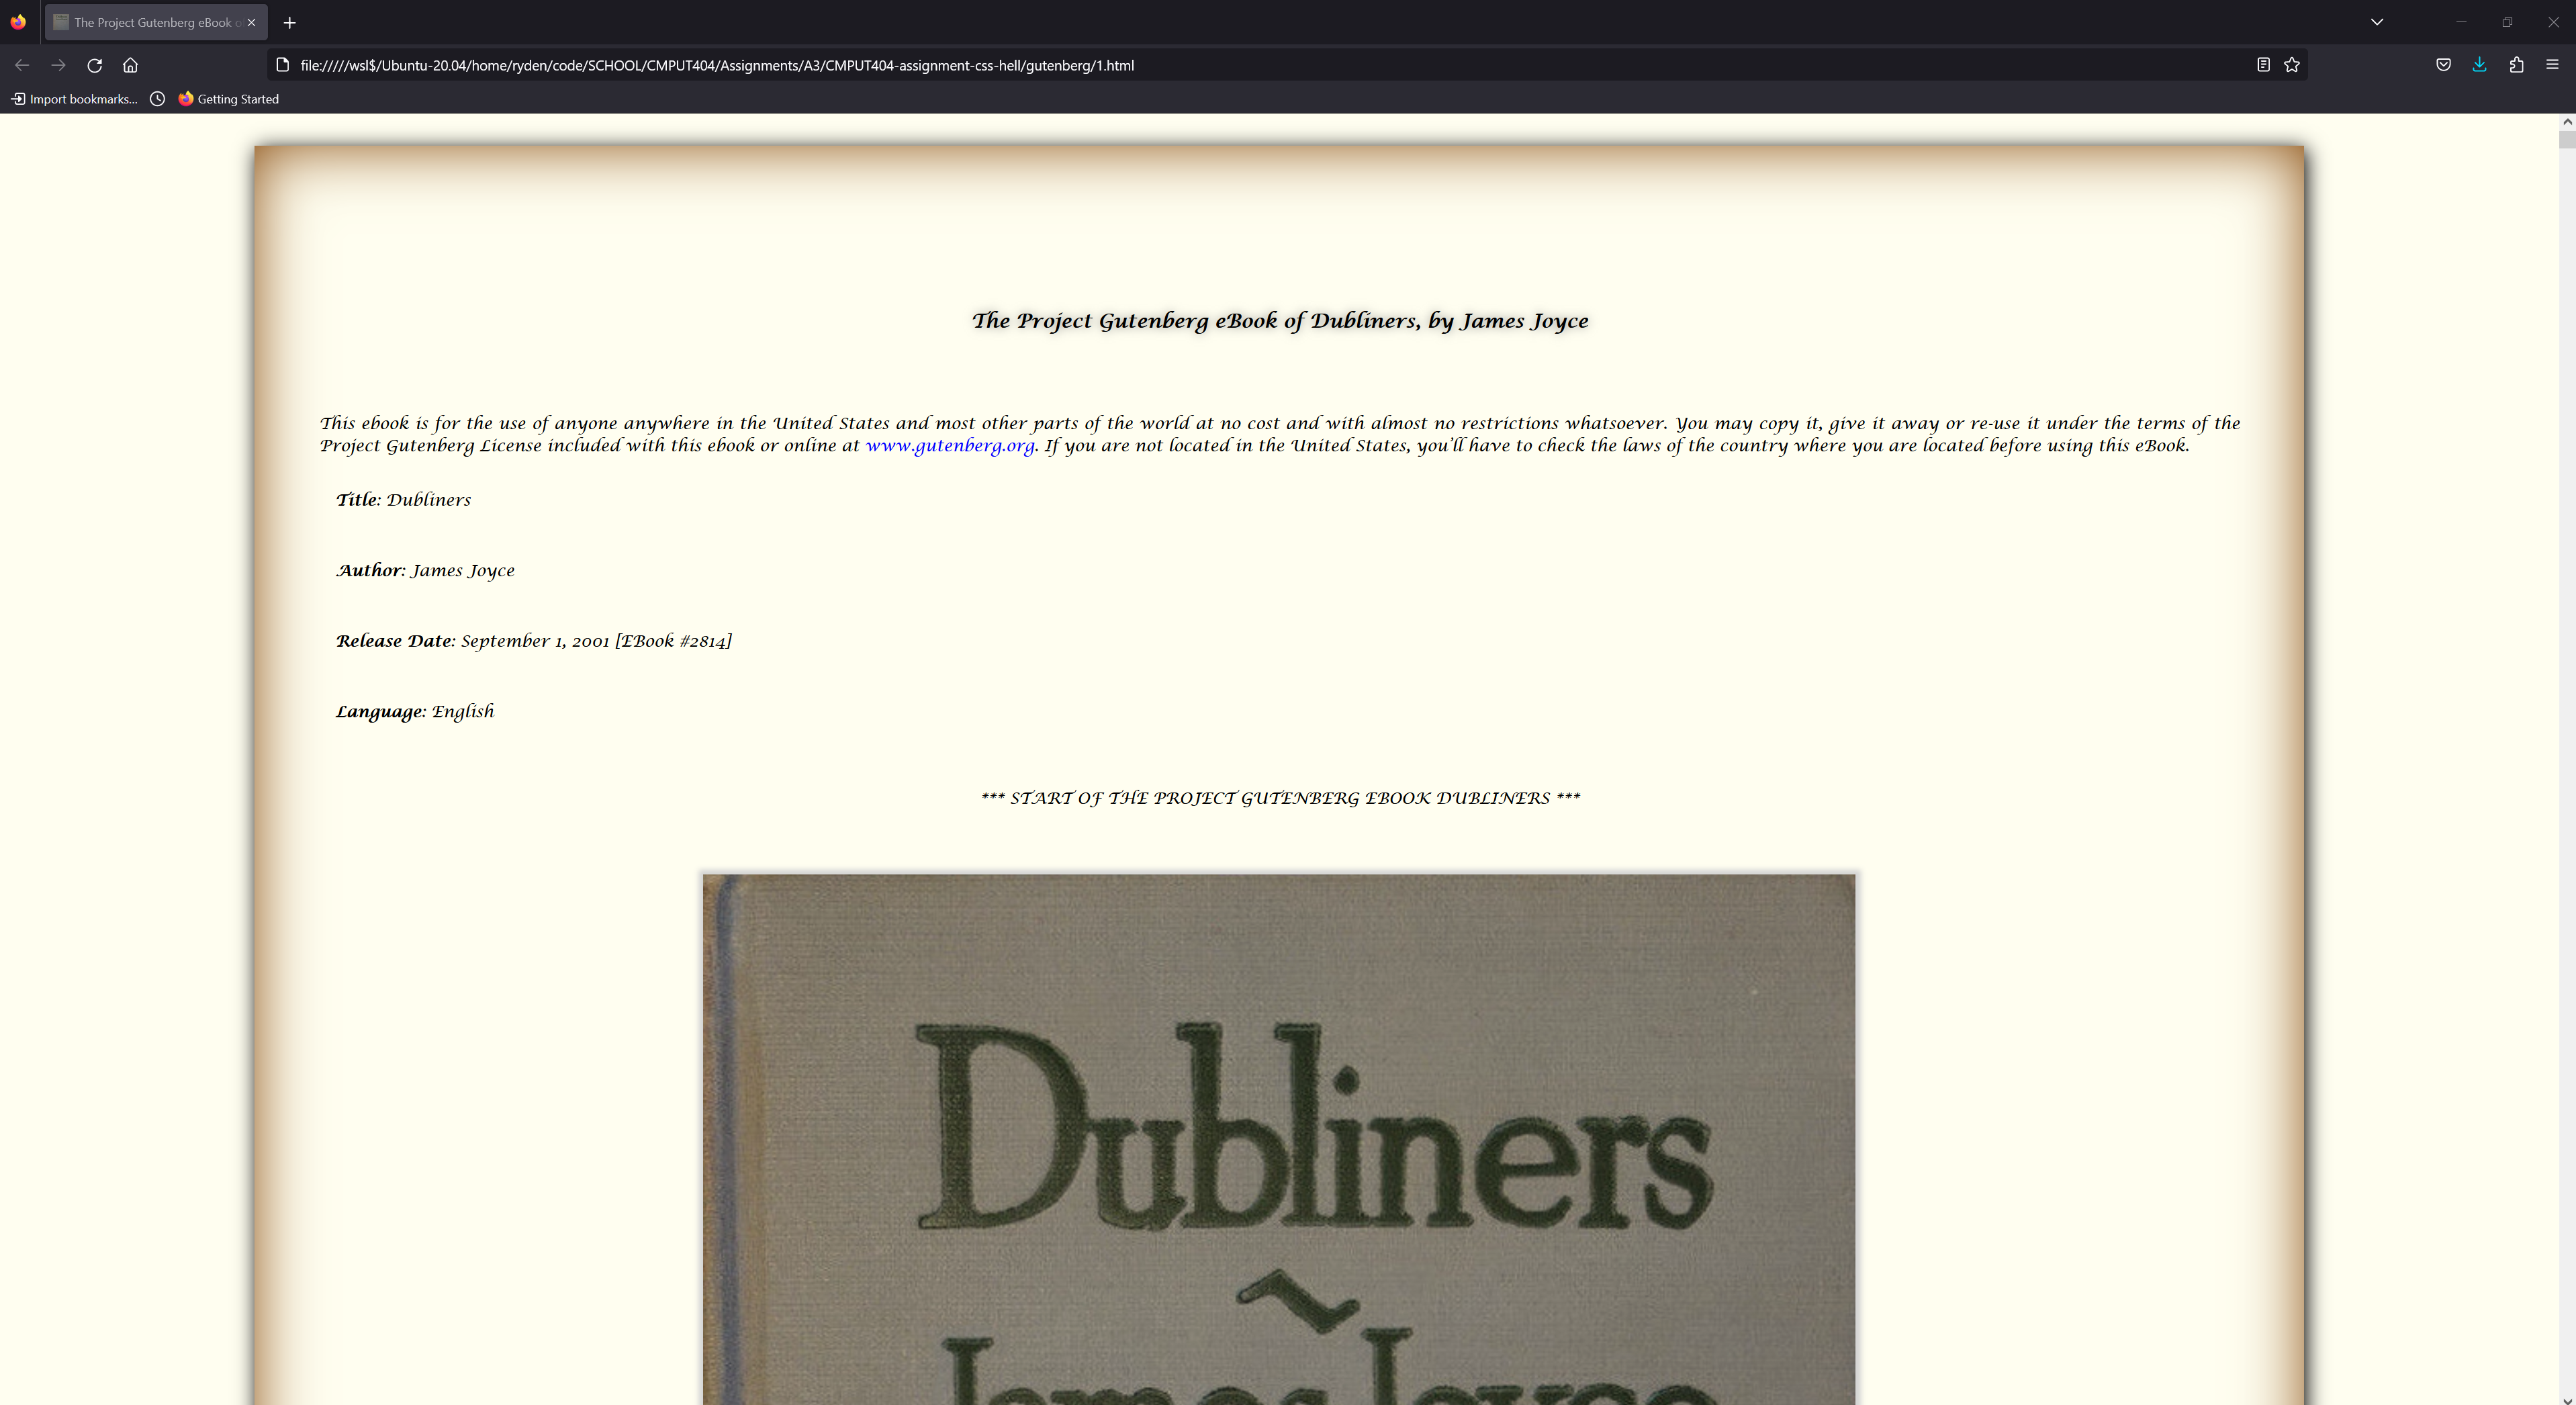 The Project Gutenberg eBook o
file://///wsl$/Ubuntu-20.04/home/ryden/code/SCHOOL/CMPUT404/Assignments/A3/CMPUT404-assignment-css-hell/gutenberg/1.html
Import bookmarks... Getting Started
The Project Gutenberg eBook of Dubliners, by James Joyce
This ebook is for the use of anyone anywhere in the United States and most other parts of the world at no cost and with almost no restrictions whatsoever. You may copy it, give it away or re-use it under the terms of the
Project Gutenberg License included with this ebook or online at www.gutenberg.org. If you are not located in the United States, you’ll have to check the laws of the country where you are located before using this eBook.
Title: Dubliners
Author: James Joyce
Release Date: September 1, 2001 [EBook #2814]
Language: English
*** START OF THE PROJECT GUTENBERG EBOOK DUBLINERS ***
Dubliners
~
James Joyce